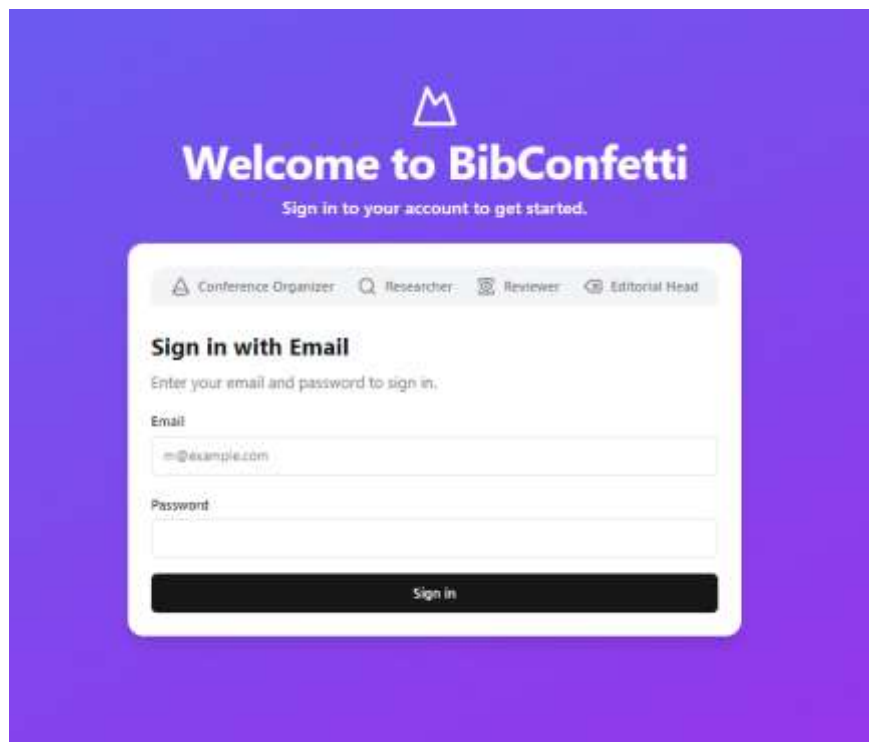 Welcome to BibConfetti
Sign in to your account to get started.
Conference Organizer Researcher Reviewer Editorial Head
Sign in with Email
Enter your email and password to sign in.
Email
m@example.com
Password
Sign in